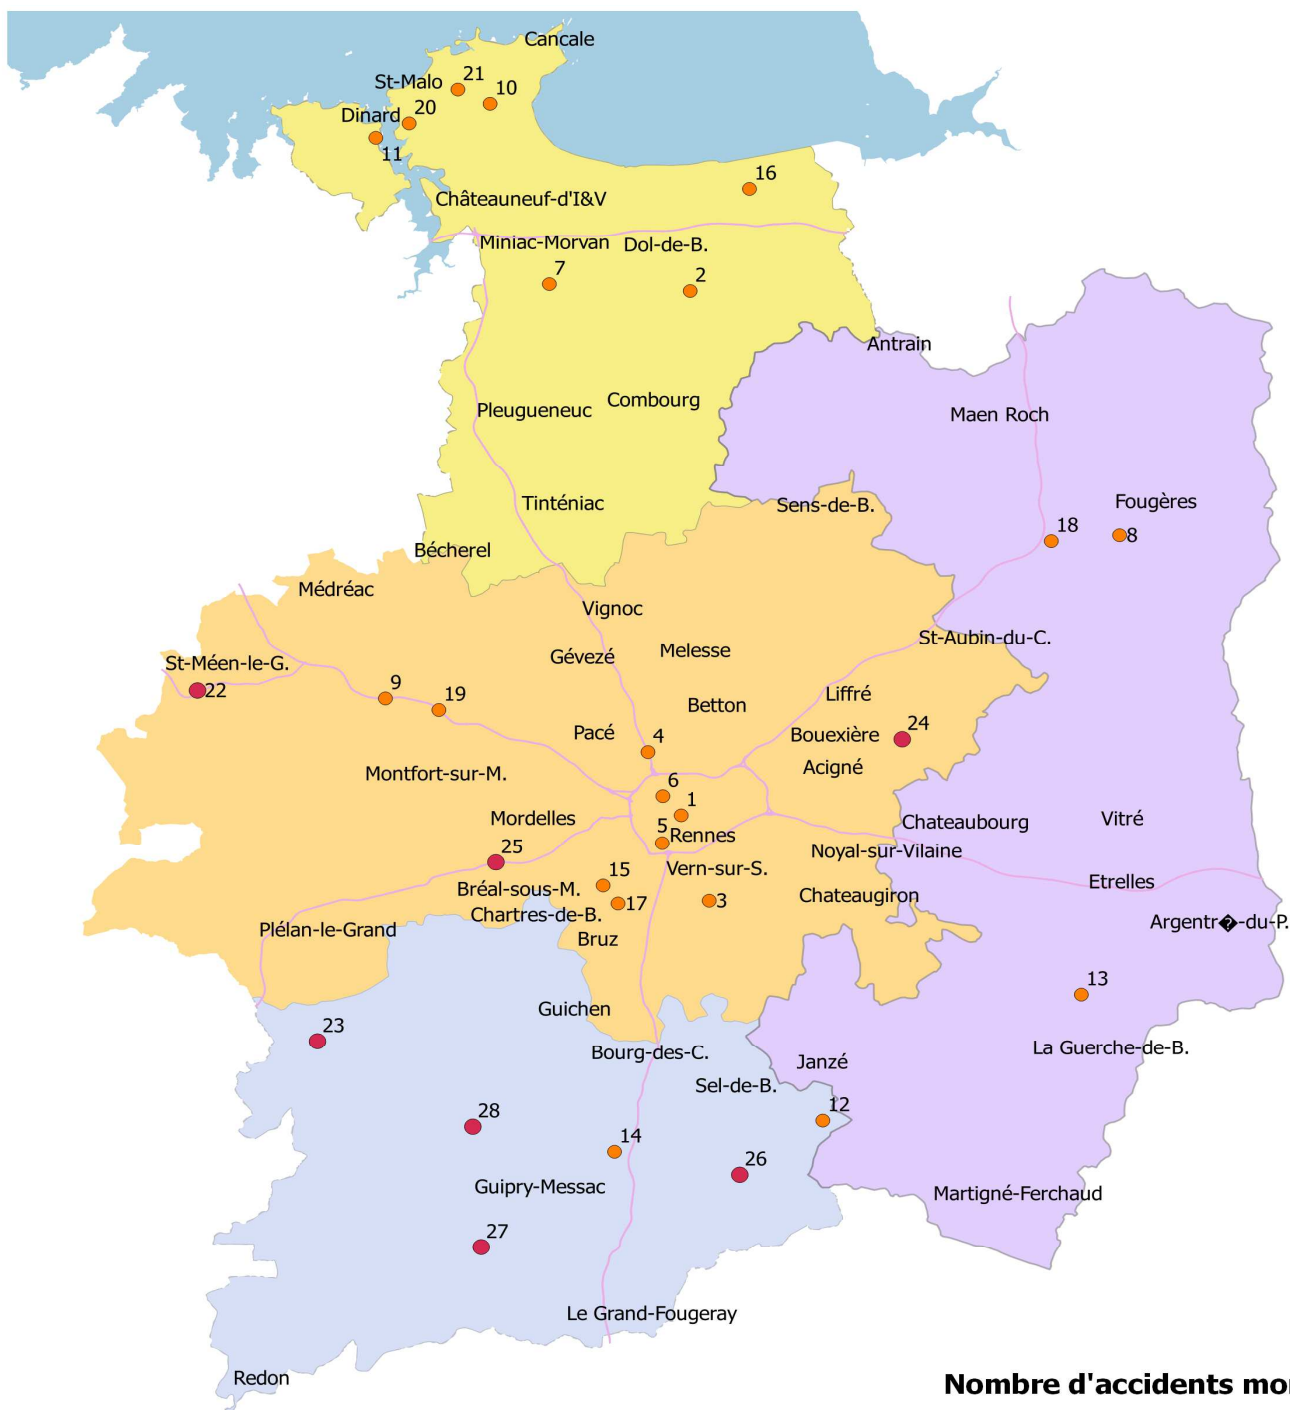 Cancale
St-Malo
21
10
Dinard
20
11
16
Châteauneuf-d'I&V
Miniac-Morvan
Dol-de-B.
7
2
Antrain
Pleugueneuc
Combourg
Maen Roch
Tinténiac
Sens-de-B.
Fougères
18
8
Bécherel
Médréac
Vignoc
St-Aubin-du-C.
Gévezé
Melesse
St-Méen-le-G.
22
9
19
Betton
Liffré
Pacé
4
Bouexière
24
Montfort-sur-M.
Acigné
6
1
Mordelles
5
Rennes
Chateaubourg
Vitré
25
Noyal-sur-Vilaine
15
Vern-sur-S.
Etrelles
Bréal-sous-M.
17
3
Chateaugiron
Chartres-de-B.
Plélan-le-Grand
Bruz
Argentr�-du-P.
13
Guichen
23
Bourg-des-C.
Janzé
La Guerche-de-B.
Sel-de-B.
28
12
14
26
Guipry-Messac
Martigné-Ferchaud
27
Le Grand-Fougeray
Redon
Nombre d'accidents mor